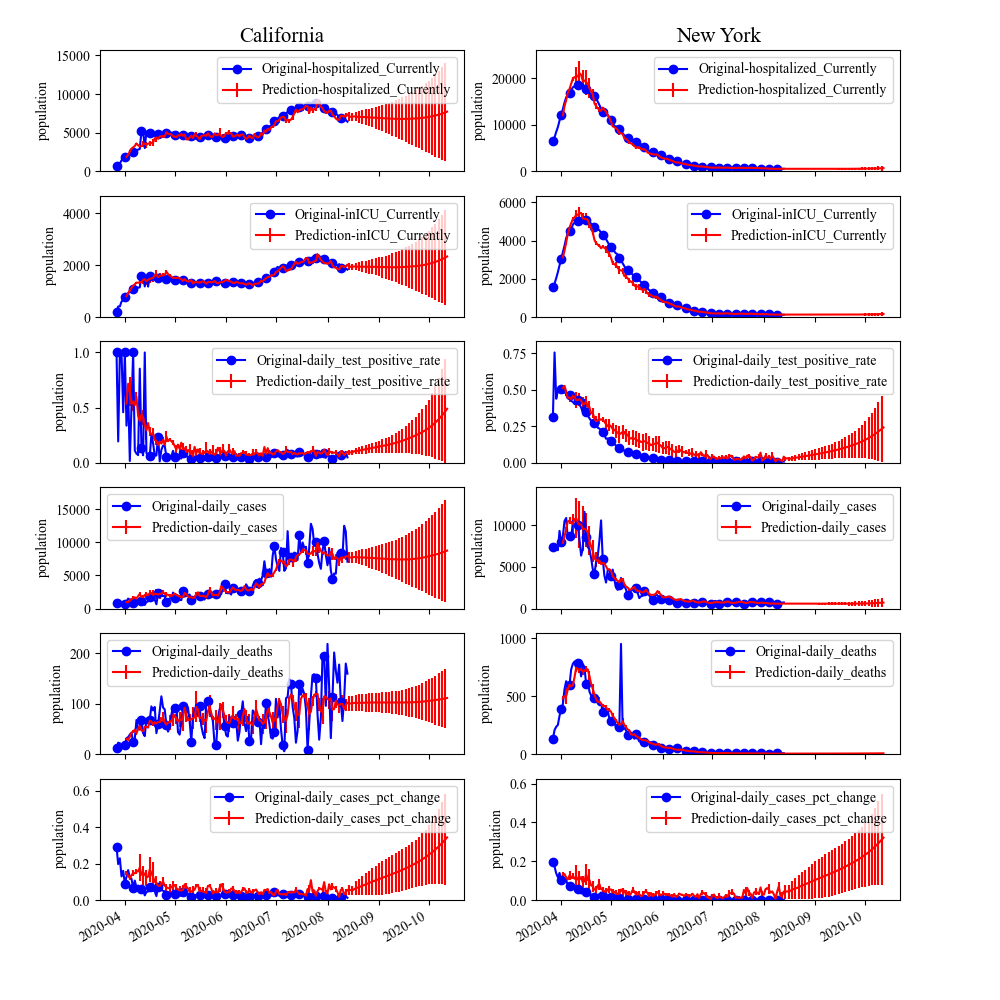 California
New York
15000
10000
5000
0
population
Original-hospitalized_Currently
Prediction-hospitalized_Currently
20000
10000
0
population
Original-hospitalized_Currently
Prediction-hospitalized_Currently
4000
2000
0
population
Original-inICU_Currently
Prediction-inICU_Currently
6000
4000
2000
0
population
Original-inICU_Currently
Prediction-inICU_Currently
1.0
0.5
0.0
population
Original-daily_test_positive_rate
Prediction-daily_test_positive_rate
0.75
0.50
0.25
0.00
population
Original-daily_test_positive_rate
Prediction-daily_test_positive_rate
15000
10000
5000
0
population
Original-daily_cases
Prediction-daily_cases
10000
5000
0
population
Original-daily_cases
Prediction-daily_cases
200
100
0
population
Original-daily_deaths
Prediction-daily_deaths
1000
500
0
population
Original-daily_deaths
Prediction-daily_deaths
0.6
0.4
0.2
0.0
population
Original-daily_cases_pct_change
Prediction-daily_cases_pct_change
0.6
0.4
0.2
0.0
population
Original-daily_cases_pct_change
Prediction-daily_cases_pct_change
2020-04
2020-05
2020-06
2020-07
2020-08
2020-09
2020-10
2020-04
2020-05
2020-06
2020-07
2020-08
2020-09
2020-10